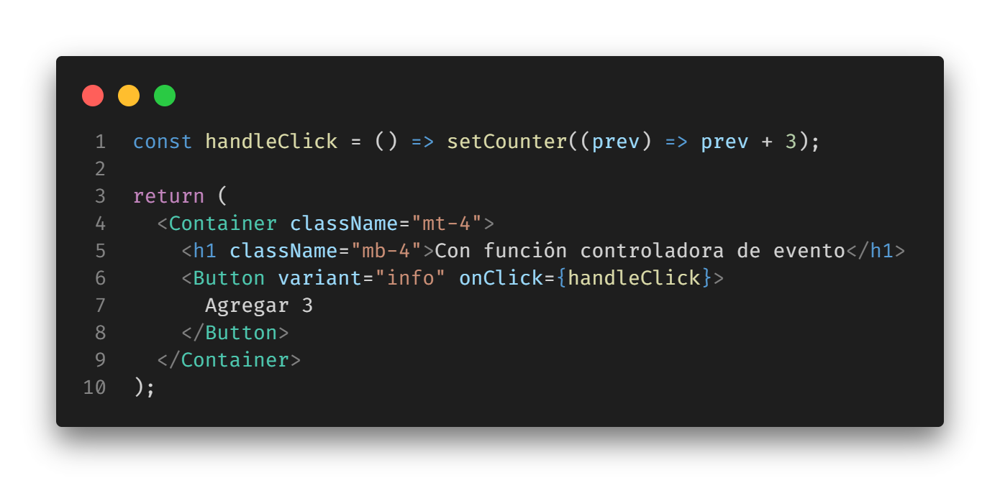 1 const handleClick = () => setCounter((prev) => prev + 3);
2
3 return (
4   <Container className="mt-4">
5     <h1 className="mb-4">Con función controladora de evento</h1>
6     <Button variant="info" onClick={handleClick}>
7       Agregar 3
8     </Button>
9   </Container>
10 );